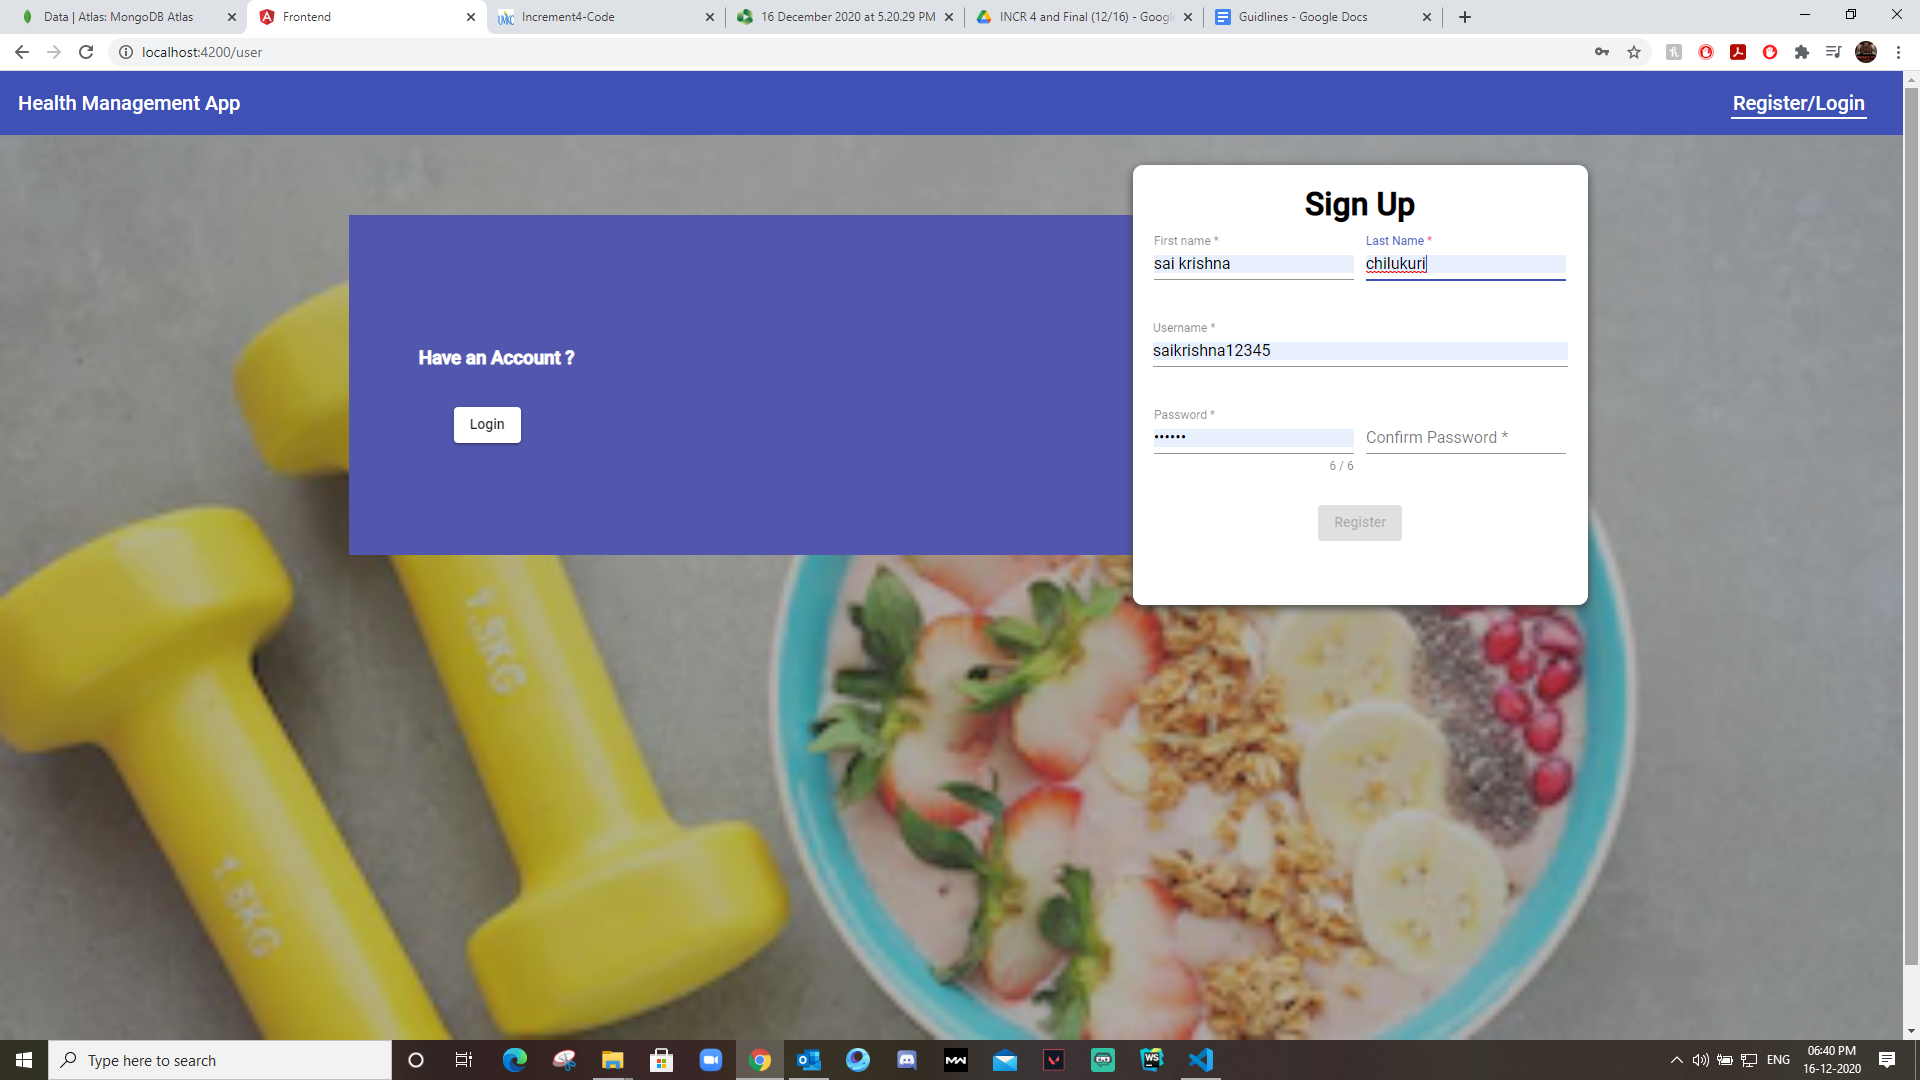 Data | Atlas: MongoDB Atlas
Frontend
Increment4-Code
16 December 2020 at 5.20.29 PM
INCR 4 and Final (12/16) - Googl
Guidlines - Google Docs
localhost:4200/user
Health Management App
Register/Login
Sign Up
First name *
Last Name *
sai krishna
chilukuri
Username *
saikrishna12345
Have an Account ?
Login
Password *
••••••
Confirm Password *
6 / 6
Register
1.5KG
1.5KG
Type here to search
ENG
06:40 PM
16-12-2020